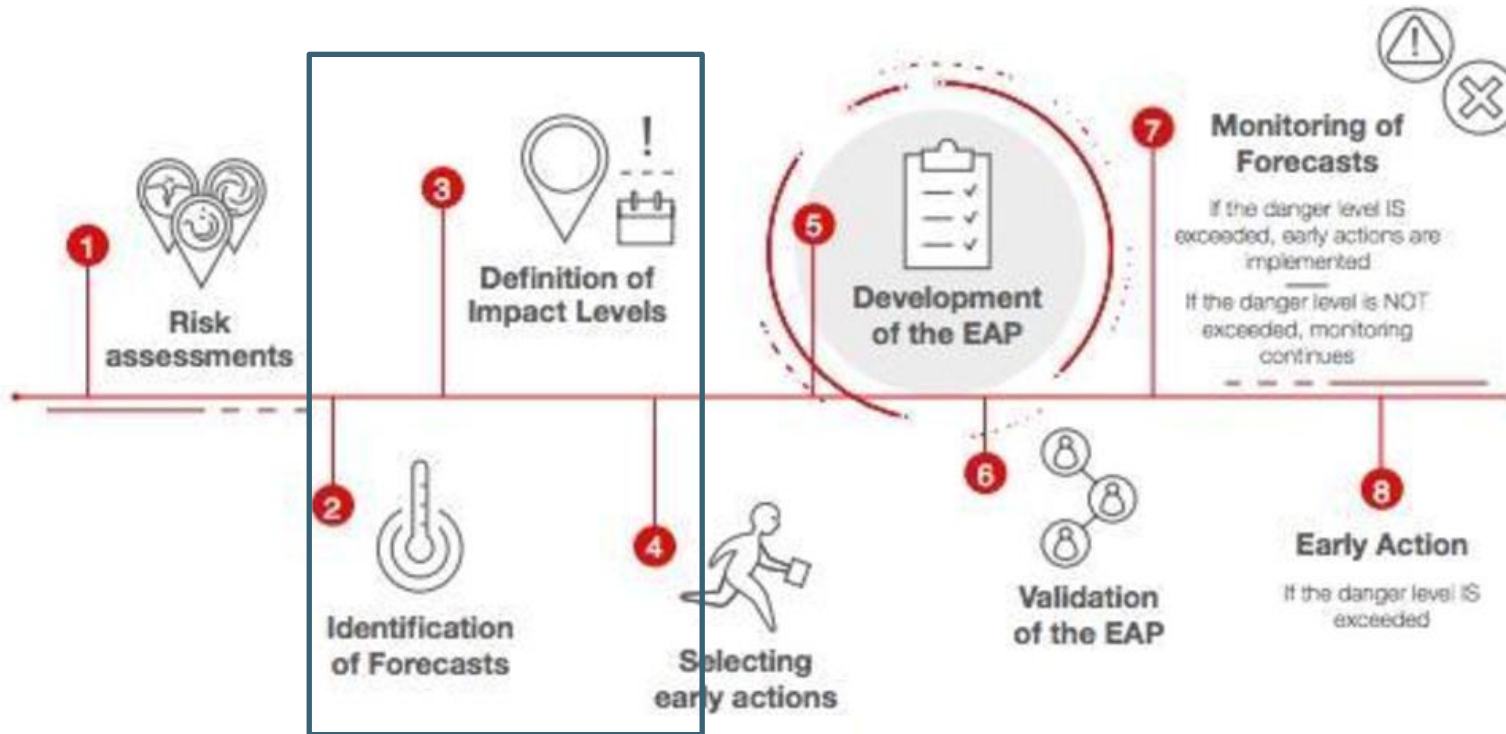 1
Risk
assessments
2
Identification
of Forecasts
3
!
Definition of
Impact Levels
4
Selecting
early actions
5
Development
of the EAP
6
Validation
of the EAP
7
!
Monitoring of
Forecasts
If the danger level IS
exceeded, early actions are
implemented
If the danger level is NOT
exceeded, monitoring
continues
8
Early Action
If the danger level IS
exceeded